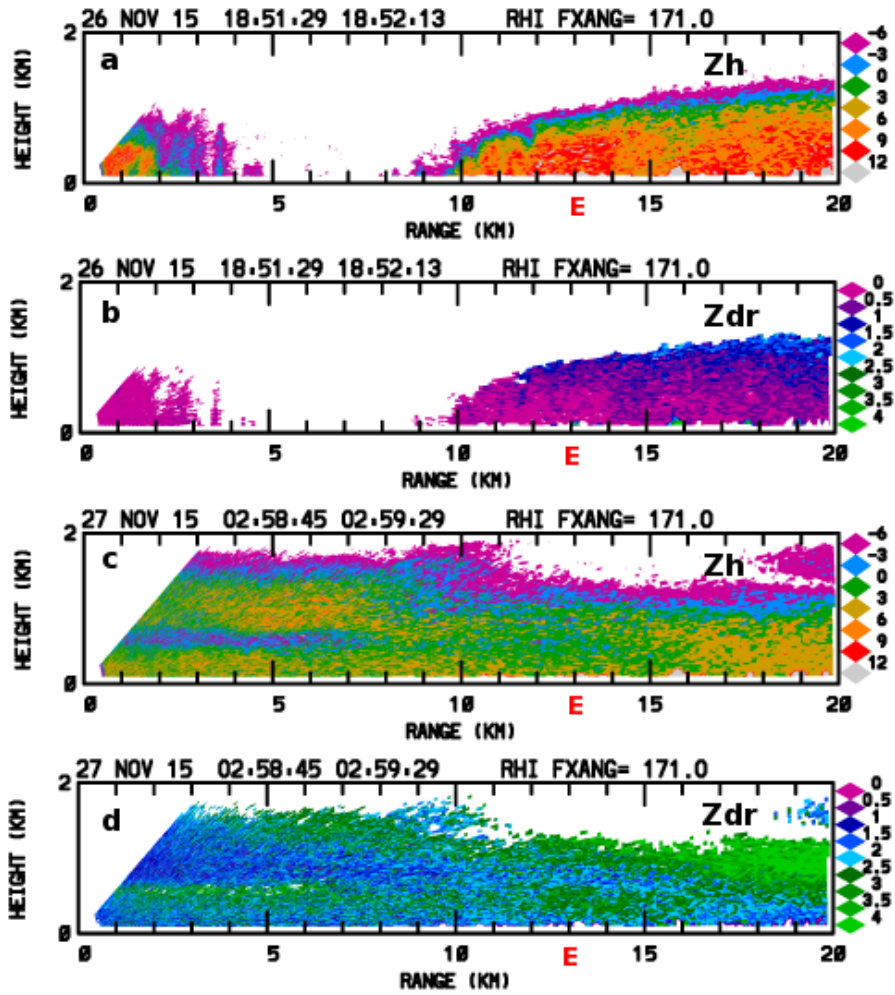 26 NOV 15 18:51:29 18:52:13 RHI FXANG= 171.0
2
a
Zh
HEIGHT (KM)
-6
-3
0
3
6
9
12
0
0 5 10 E 15 20
RANGE (KM)
26 NOV 15 18:51:29 18:52:13 RHI FXANG= 171.0
2
b
Zdr
HEIGHT (KM)
0
0.5
1
1.5
2
2.5
3
3.5
4
0
0 5 10 E 15 20
RANGE (KM)
27 NOV 15 02:58:45 02:59:29 RHI FXANG= 171.0
2
c
Zh
HEIGHT (KM)
-6
-3
0
3
6
9
12
0
0 5 10 E 15 20
RANGE (KM)
27 NOV 15 02:58:45 02:59:29 RHI FXANG= 171.0
2
d
Zdr
HEIGHT (KM)
0
0.5
1
1.5
2
2.5
3
3.5
4
0
0 5 10 E 15 20
RANGE (KM)